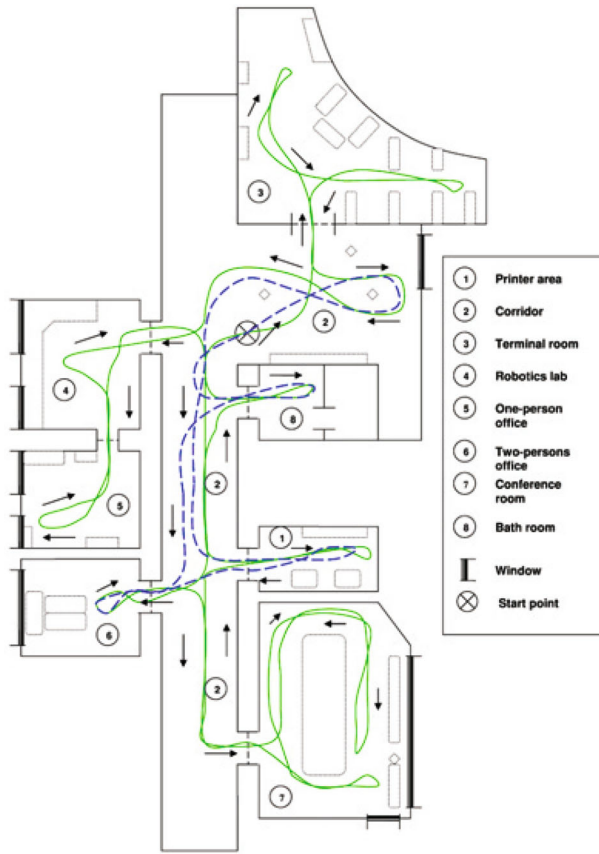 3
2
4
8
5
2
1
6
2
7
1 Printer area
2 Corridor
3 Terminal room
4 Robotics lab
5 One-person
office
6 Two-persons
office
7 Conference
room
8 Bath room
Window
Start point